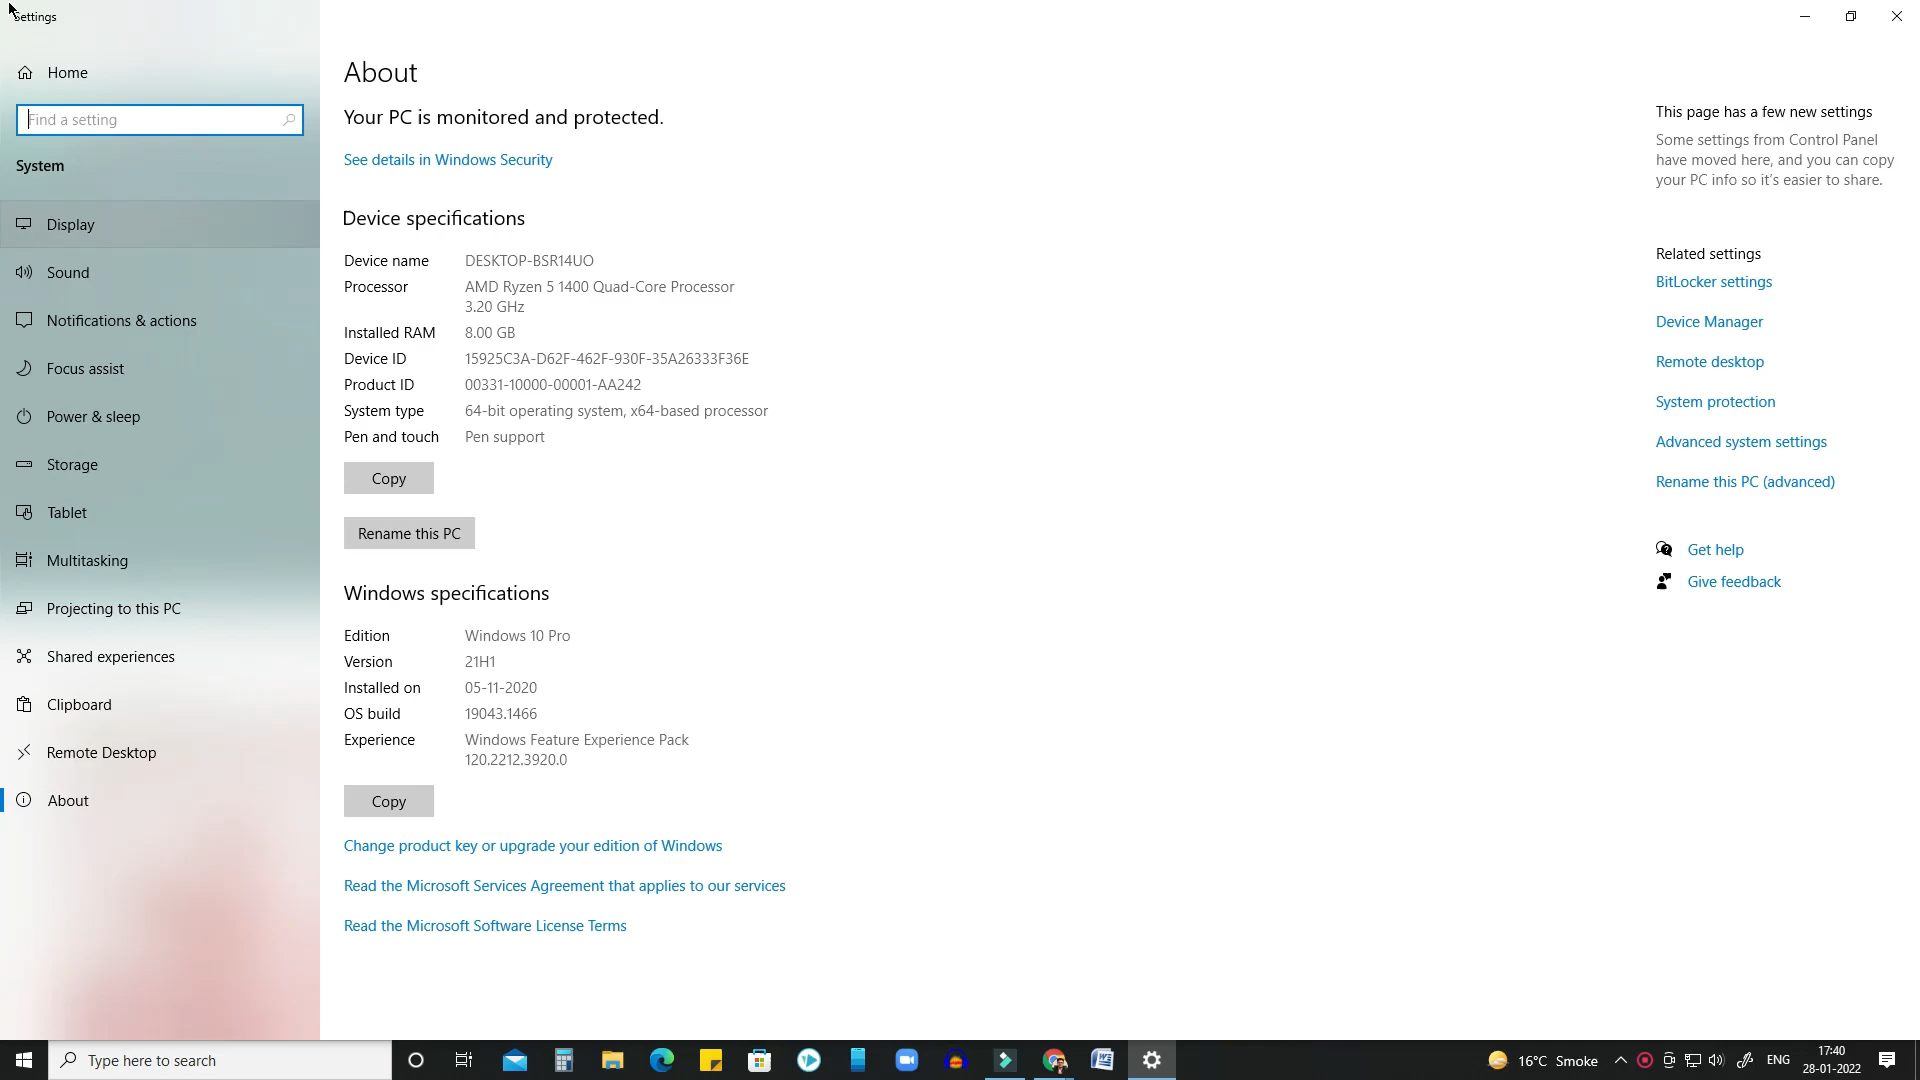 Settings
Home
Find a setting
System
Display
Sound
Notifications & actions
Focus assist
Power & sleep
Storage
Tablet
Multitasking
Projecting to this PC
Shared experiences
Clipboard
Remote Desktop
About
About
Your PC is monitored and protected.
See details in Windows Security
Device specifications
Device name DESKTOP-BSR14UO
Processor AMD Ryzen 5 1400 Quad-Core Processor
3.20 GHz
Installed RAM 8.00 GB
Device ID 15925C3A-D62F-462F-930F-35A26333F36E
Product ID 00331-10000-00001-AA242
System type 64-bit operating system, x64-based processor
Pen and touch Pen support
Copy
Rename this PC
Windows specifications
Edition Windows 10 Pro
Version 21H1
Installed on 05-11-2020
OS build 19043.1466
Experience Windows Feature Experience Pack
120.2212.3920.0
Copy
Change product key or upgrade your edition of Windows
Read the Microsoft Services Agreement that applies to our services
Read the Microsoft Software License Terms
This page has a few new settings
Some settings from Control Panel
have moved here, and you can copy
your PC info so it's easier to share.
Related settings
BitLocker settings
Device Manager
Remote desktop
System protection
Advanced system settings
Rename this PC (advanced)
Get help
Give feedback
Type here to search
16°C Smoke
ENG
17:40
28-01-2022